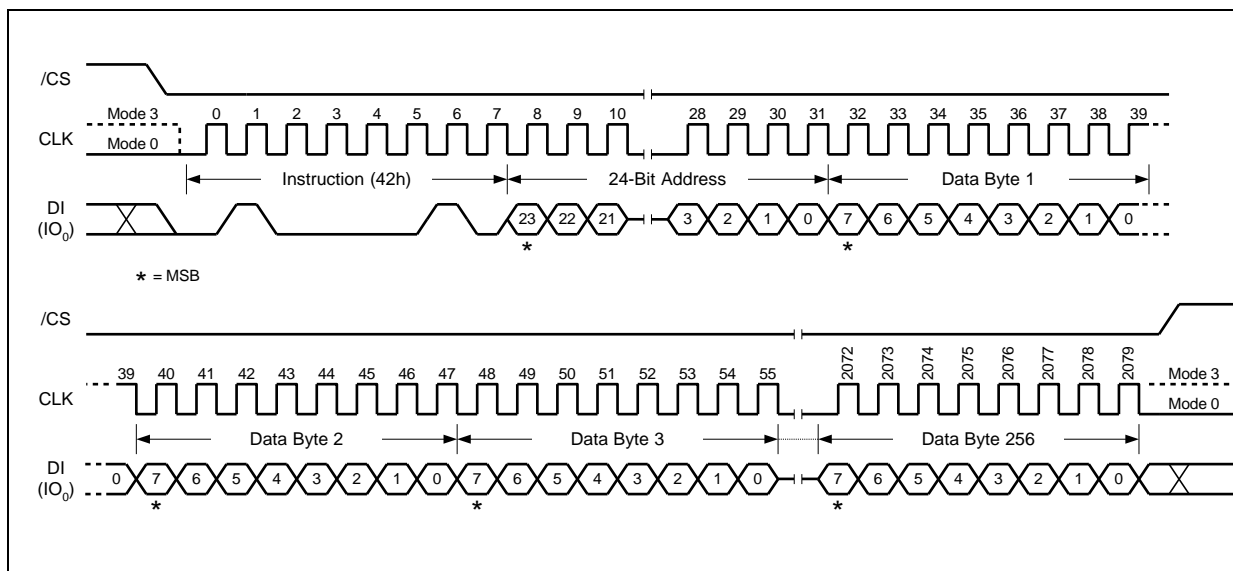 /CS
Mode 3 0 1 2 3 4 5 6 7 8 9 10 28 29 30 31 32 33 34 35 36 37 38 39
CLK
Mode 0
Instruction (42h) 24-Bit Address Data Byte 1
DI
(IO0) 23 22 21 3 2 1 0 7 6 5 4 3 2 1 0
* *
* = MSB
/CS
39 40 41 42 43 44 45 46 47 48 49 50 51 52 53 54 55 2072 2073 2074 2075 2076 2077 2078 2079 Mode 3
CLK
Mode 0
Data Byte 2 Data Byte 3 Data Byte 256
DI
(IO0) 0 7 6 5 4 3 2 1 0 7 6 5 4 3 2 1 0 7 6 5 4 3 2 1 0
* * *